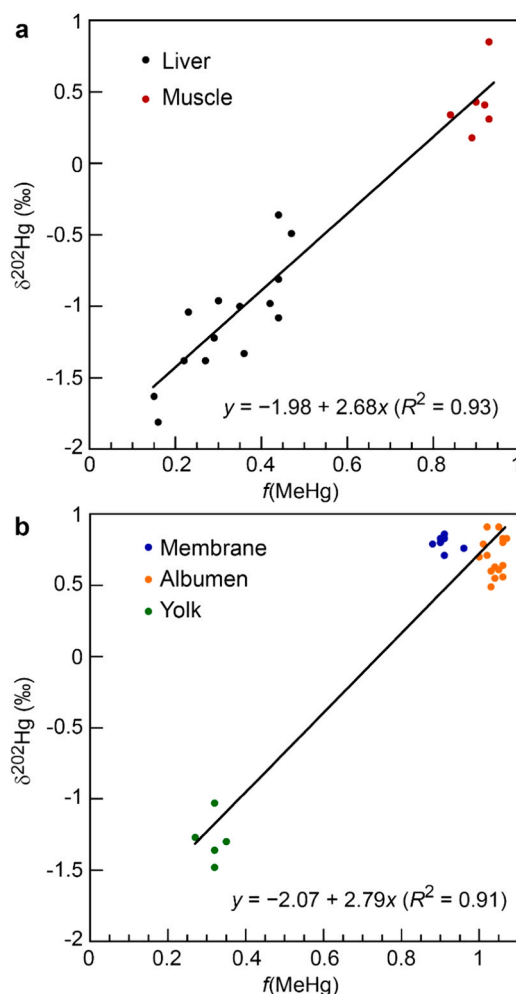 a
Liver
Muscle
1
0.5
0
-0.5
-1
-1.5
-2
δ²⁰²Hg (‰)
y = −1.98 + 2.68x (R² = 0.93)
0 0.2 0.4 0.6 0.8 1
f(MeHg)
b
Membrane
Albumen
Yolk
1
0.5
0
-0.5
-1
-1.5
-2
δ²⁰²Hg (‰)
y = −2.07 + 2.79x (R² = 0.91)
0 0.2 0.4 0.6 0.8 1
f(MeHg)